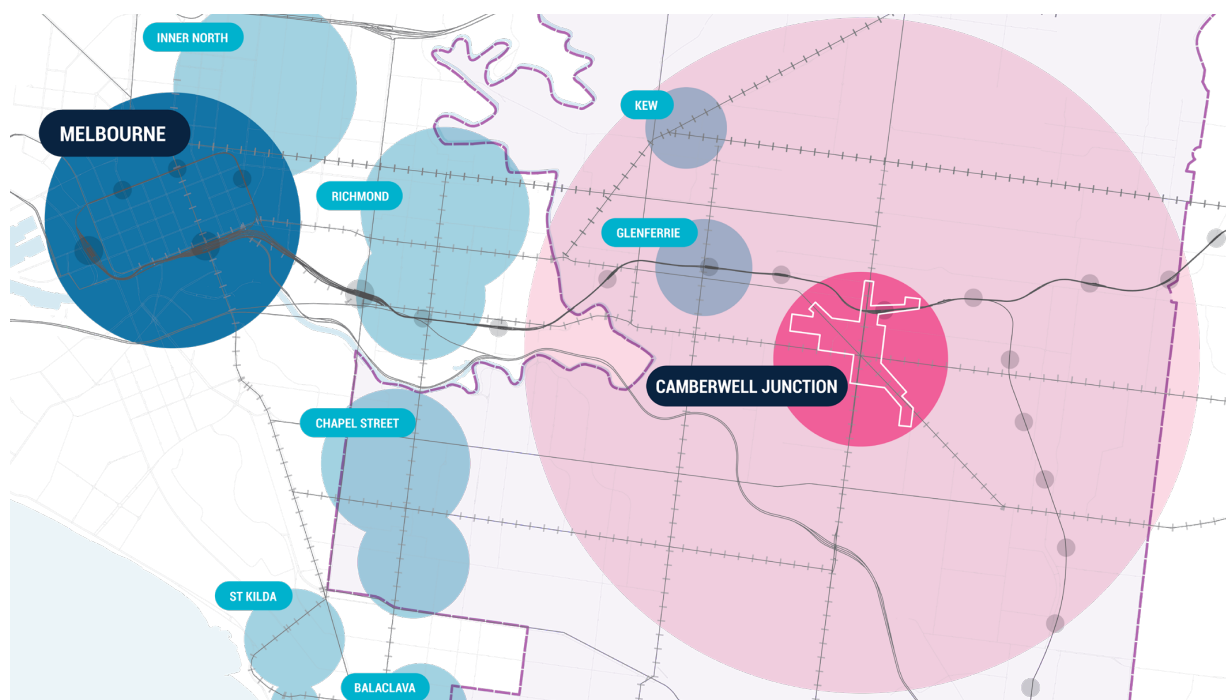 INNER NORTH
MELBOURNE
KEW
RICHMOND
GLENFERRIE
CAMBERWELL JUNCTION
CHAPEL STREET
ST KILDA
BALACLAVA